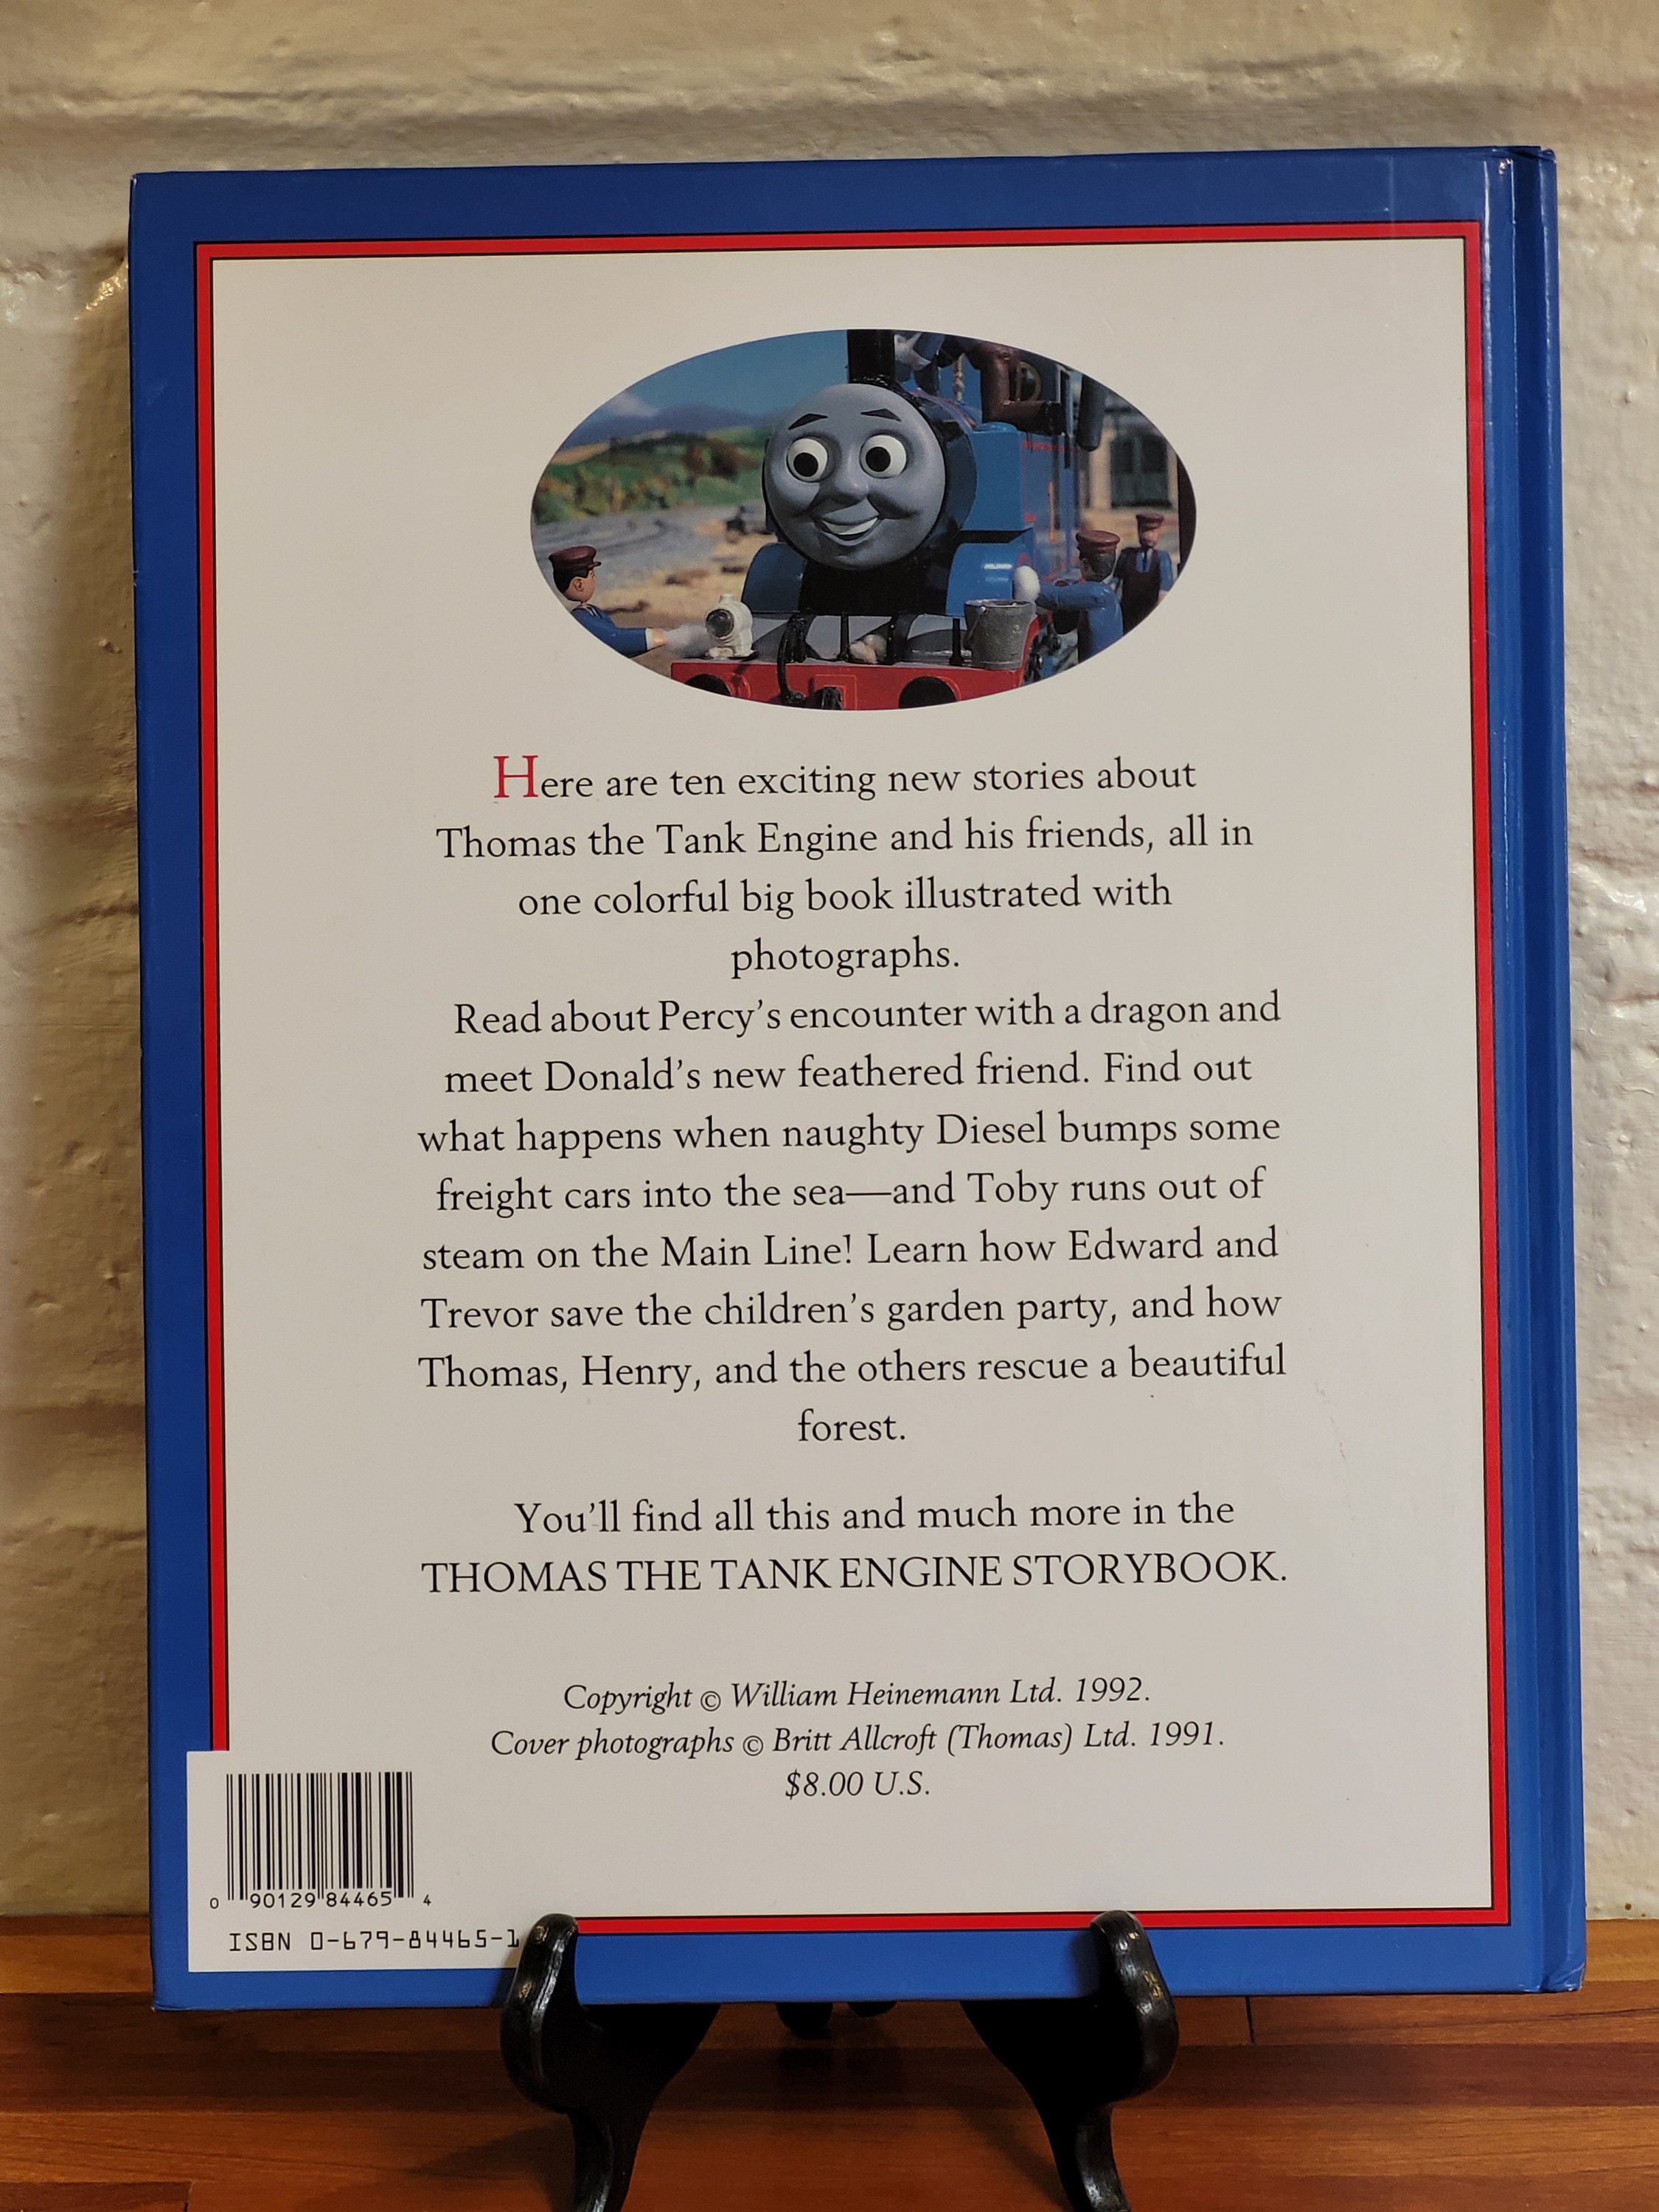 Here are ten exciting new stories about
Thomas the Tank Engine and his friends, all in
one colorful big book illustrated with
photographs.
Read about Percy's encounter with a dragon and
meet Donald's new feathered friend. Find out
what happens when naughty Diesel bumps some
freight cars into the sea—and Toby runs out of
steam on the Main Line! Learn how Edward and
Trevor save the children's garden party, and how
Thomas, Henry, and the others rescue a beautiful
forest.
You'll find all this and much more in the
THOMAS THE TANK ENGINE STORYBOOK.
Copyright © William Heinemann Ltd. 1992.
Cover photographs © Britt Allcroft (Thomas) Ltd. 1991.
$8.00 U.S.
0 90129 84465 4
ISBN 0-679-84465-1